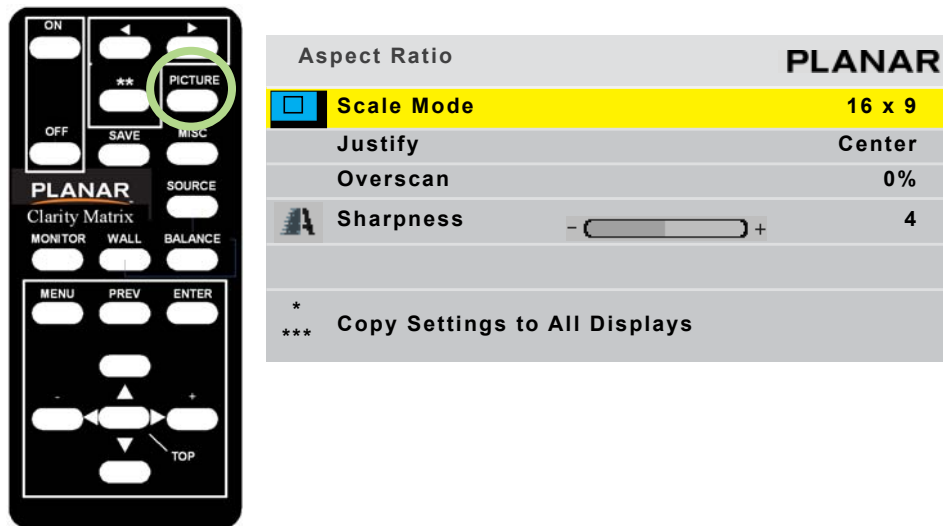 ON
** PICTURE
OFF SAVE MISC
PLANAR SOURCE
Clarity Matrix
MONITOR WALL BALANCE
MENU PREV ENTER
- +
TOP
Aspect Ratio PLANAR
Scale Mode 16 x 9
Justify Center
Overscan 0%
Sharpness - + 4
*
*** Copy Settings to All Displays